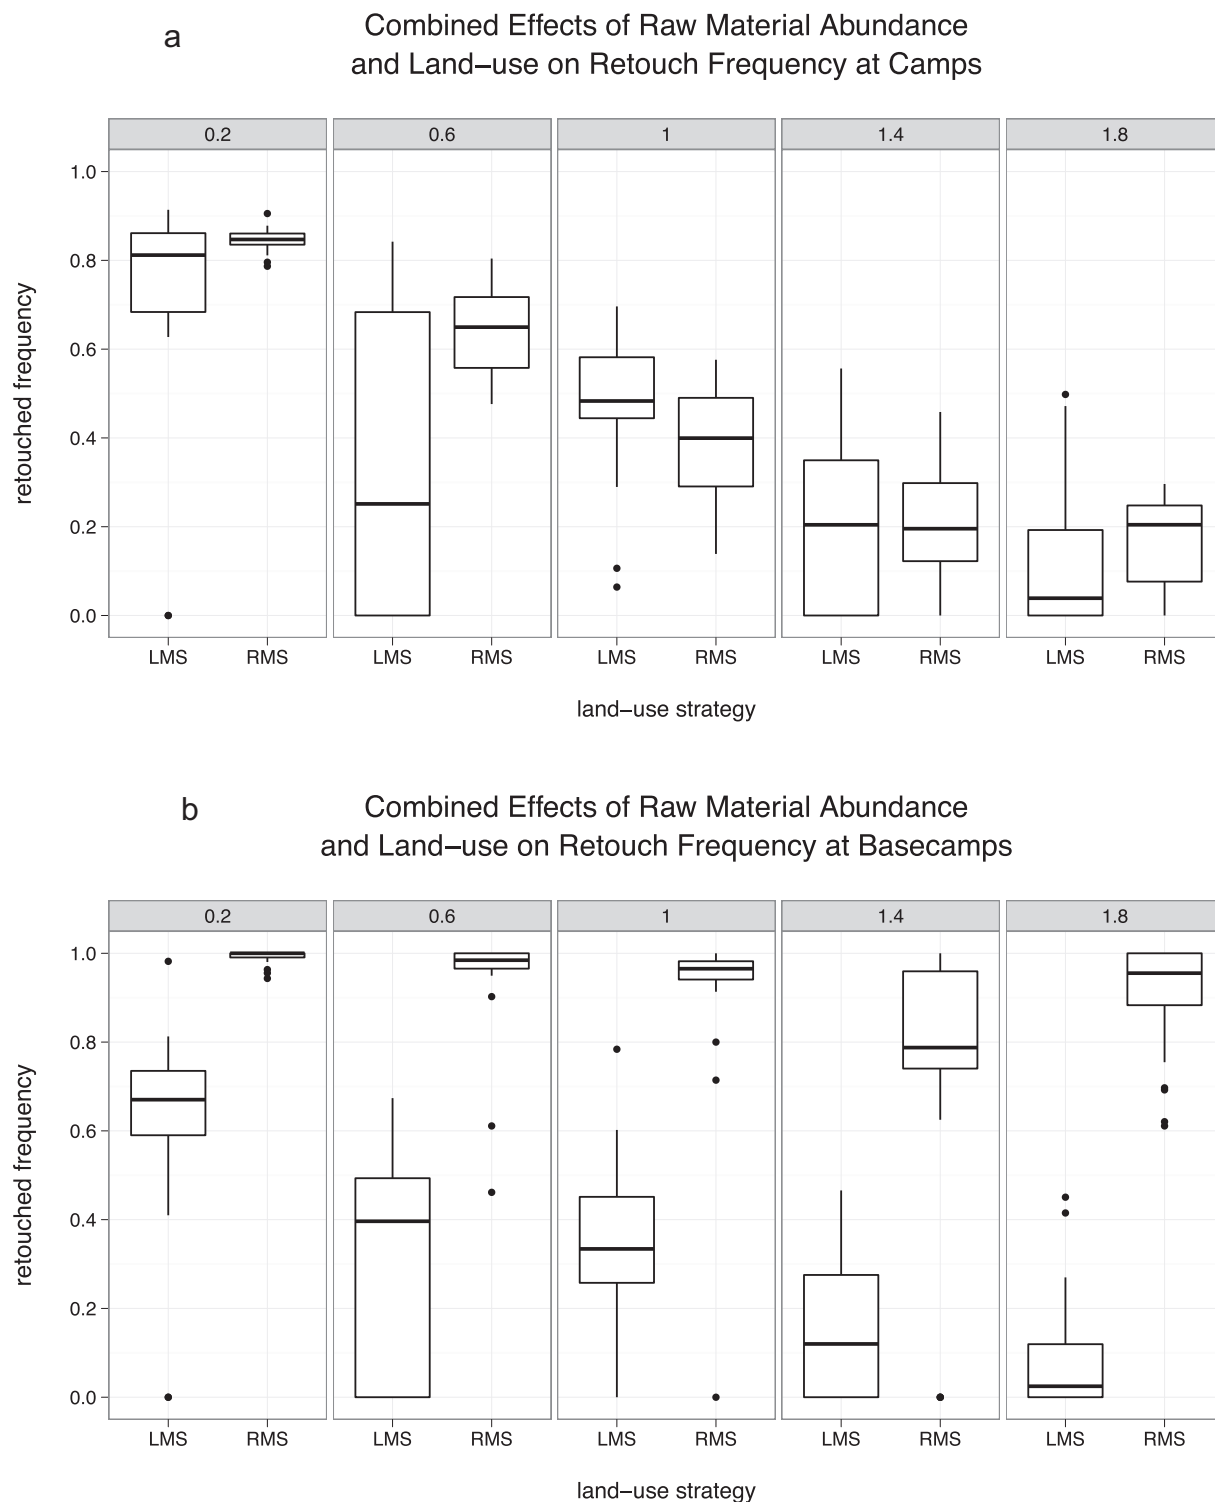 a
Combined Effects of Raw Material Abundance
and Land–use on Retouch Frequency at Camps
0.2 0.6 1 1.4 1.8
retouched frequency
1.0
0.8
0.6
0.4
0.2
0.0
LMS RMS LMS RMS LMS RMS LMS RMS LMS RMS
land–use strategy
b
Combined Effects of Raw Material Abundance
and Land–use on Retouch Frequency at Basecamps
0.2 0.6 1 1.4 1.8
retouched frequency
1.0
0.8
0.6
0.4
0.2
0.0
LMS RMS LMS RMS LMS RMS LMS RMS LMS RMS
land–use strategy